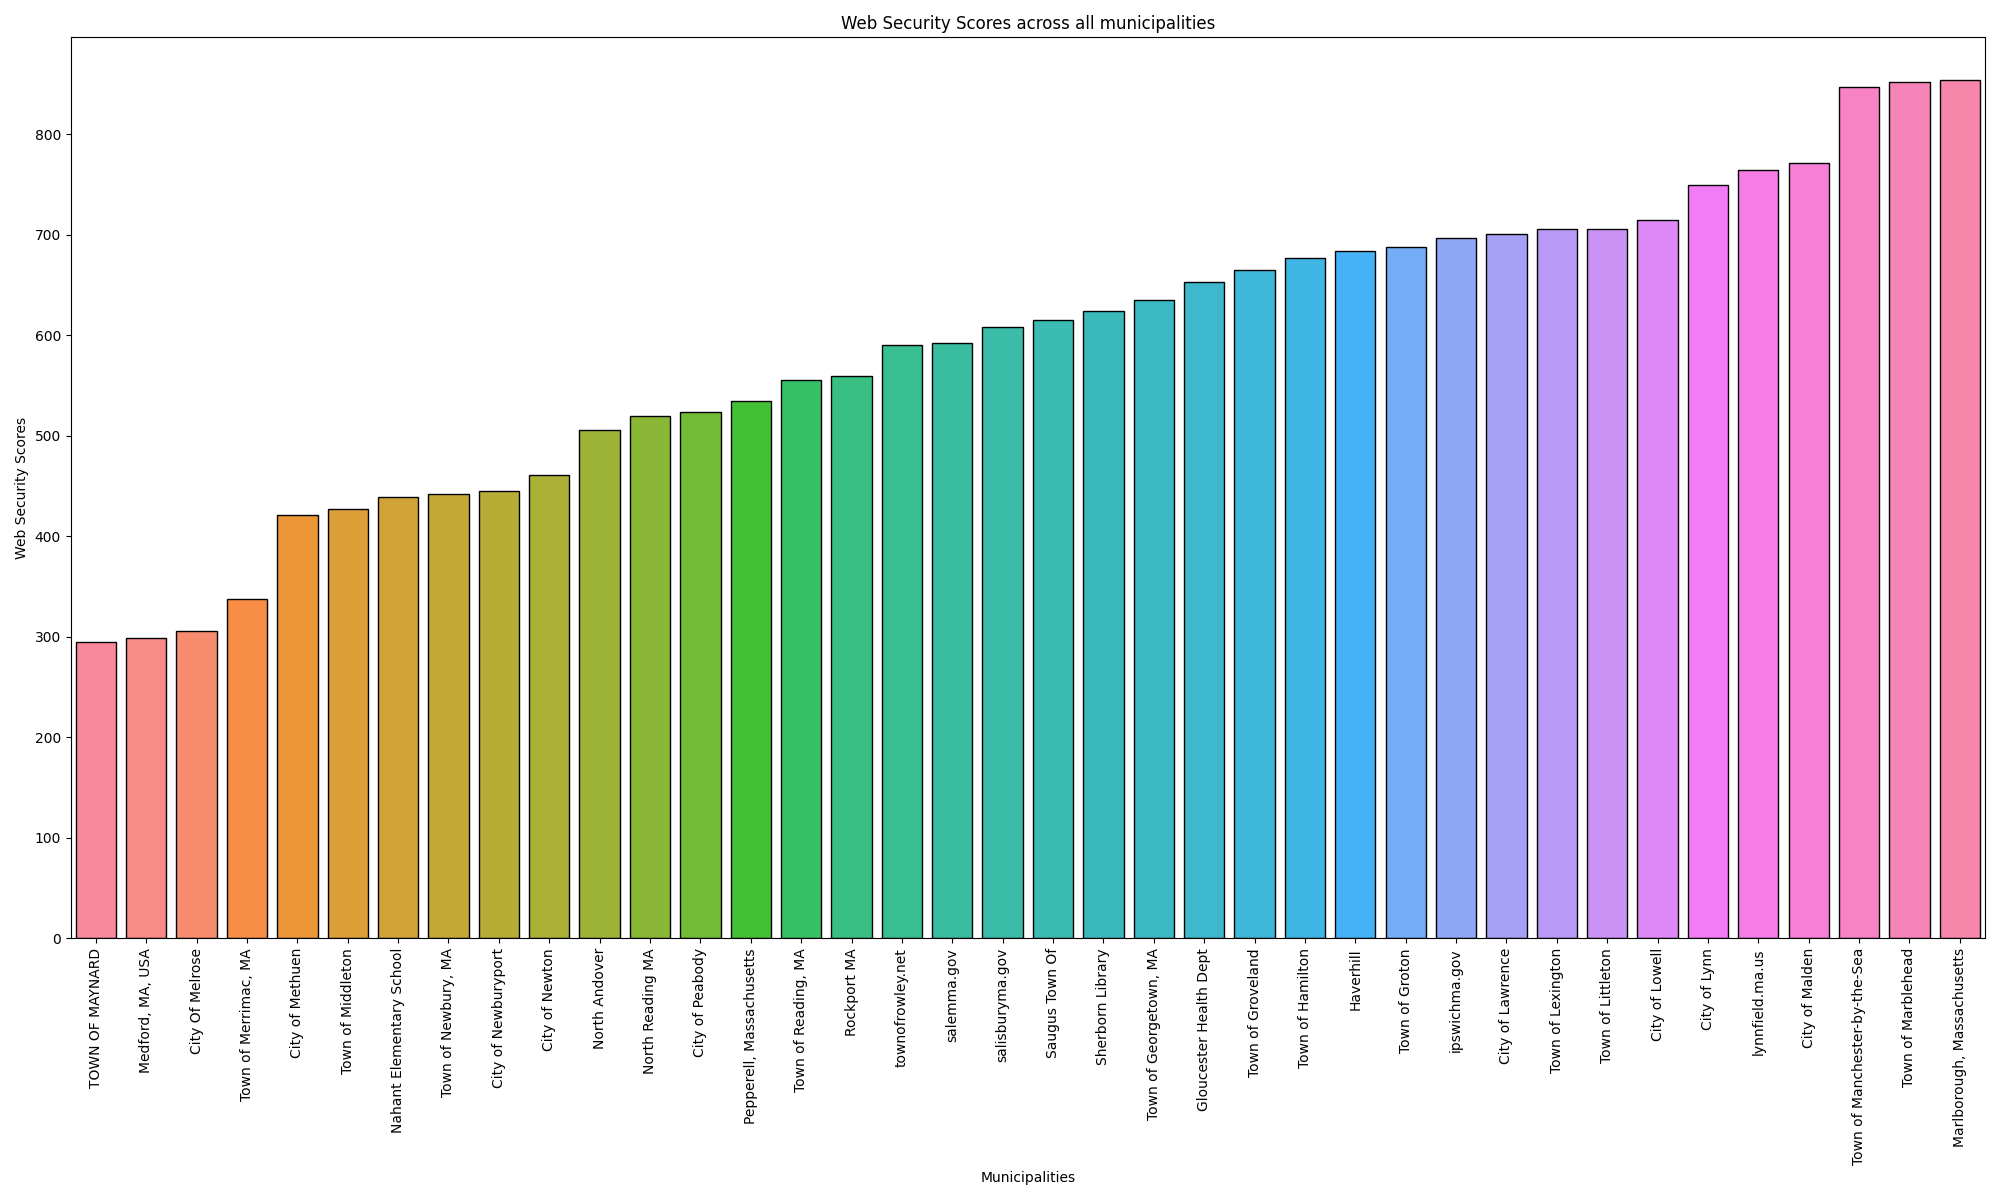 Web Security Scores across all municipalities
Web Security Scores
800
700
600
500
400
300
200
100
0
TOWN OF MAYNARD
Medford, MA, USA
City Of Melrose
Town of Merrimac, MA
City of Methuen
Town of Middleton
Nahant Elementary School
Town of Newbury, MA
City of Newburyport
City of Newton
North Andover
North Reading MA
City of Peabody
Pepperell, Massachusetts
Town of Reading, MA
Rockport MA
townofrowley.net
salemma.gov
salisburyma.gov
Saugus Town Of
Sherborn Library
Town of Georgetown, MA
Gloucester Health Dept
Town of Groveland
Town of Hamilton
Haverhill
Town of Groton
ipswichma.gov
City of Lawrence
Town of Lexington
Town of Littleton
City of Lowell
City of Lynn
lynnfield.ma.us
City of Malden
Town of Manchester-by-the-Sea
Town of Marblehead
Marlborough, Massachusetts
Municipalities